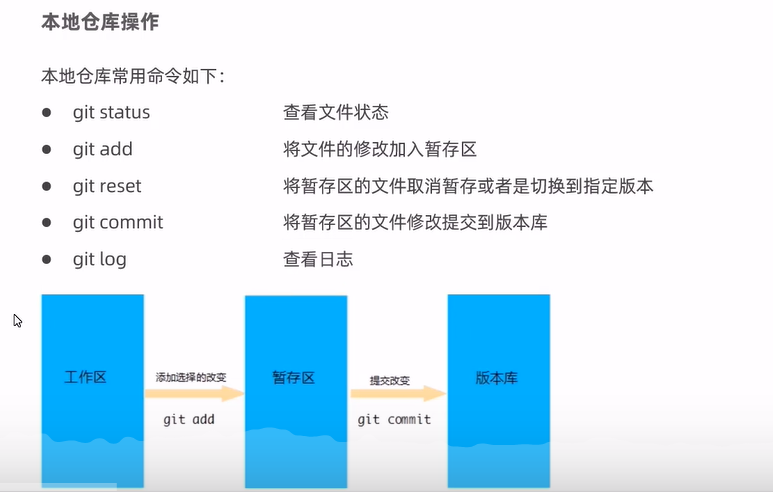 本地仓库操作
本地仓库常用命令如下：
● git status 查看文件状态
● git add 将文件的修改加入暂存区
● git reset 将暂存区的文件取消暂存或者是切换到指定版本
● git commit 将暂存区的文件修改提交到版本库
● git log 查看日志
工作区 添加选择的改变 暂存区 提交改变 版本库
git add git commit